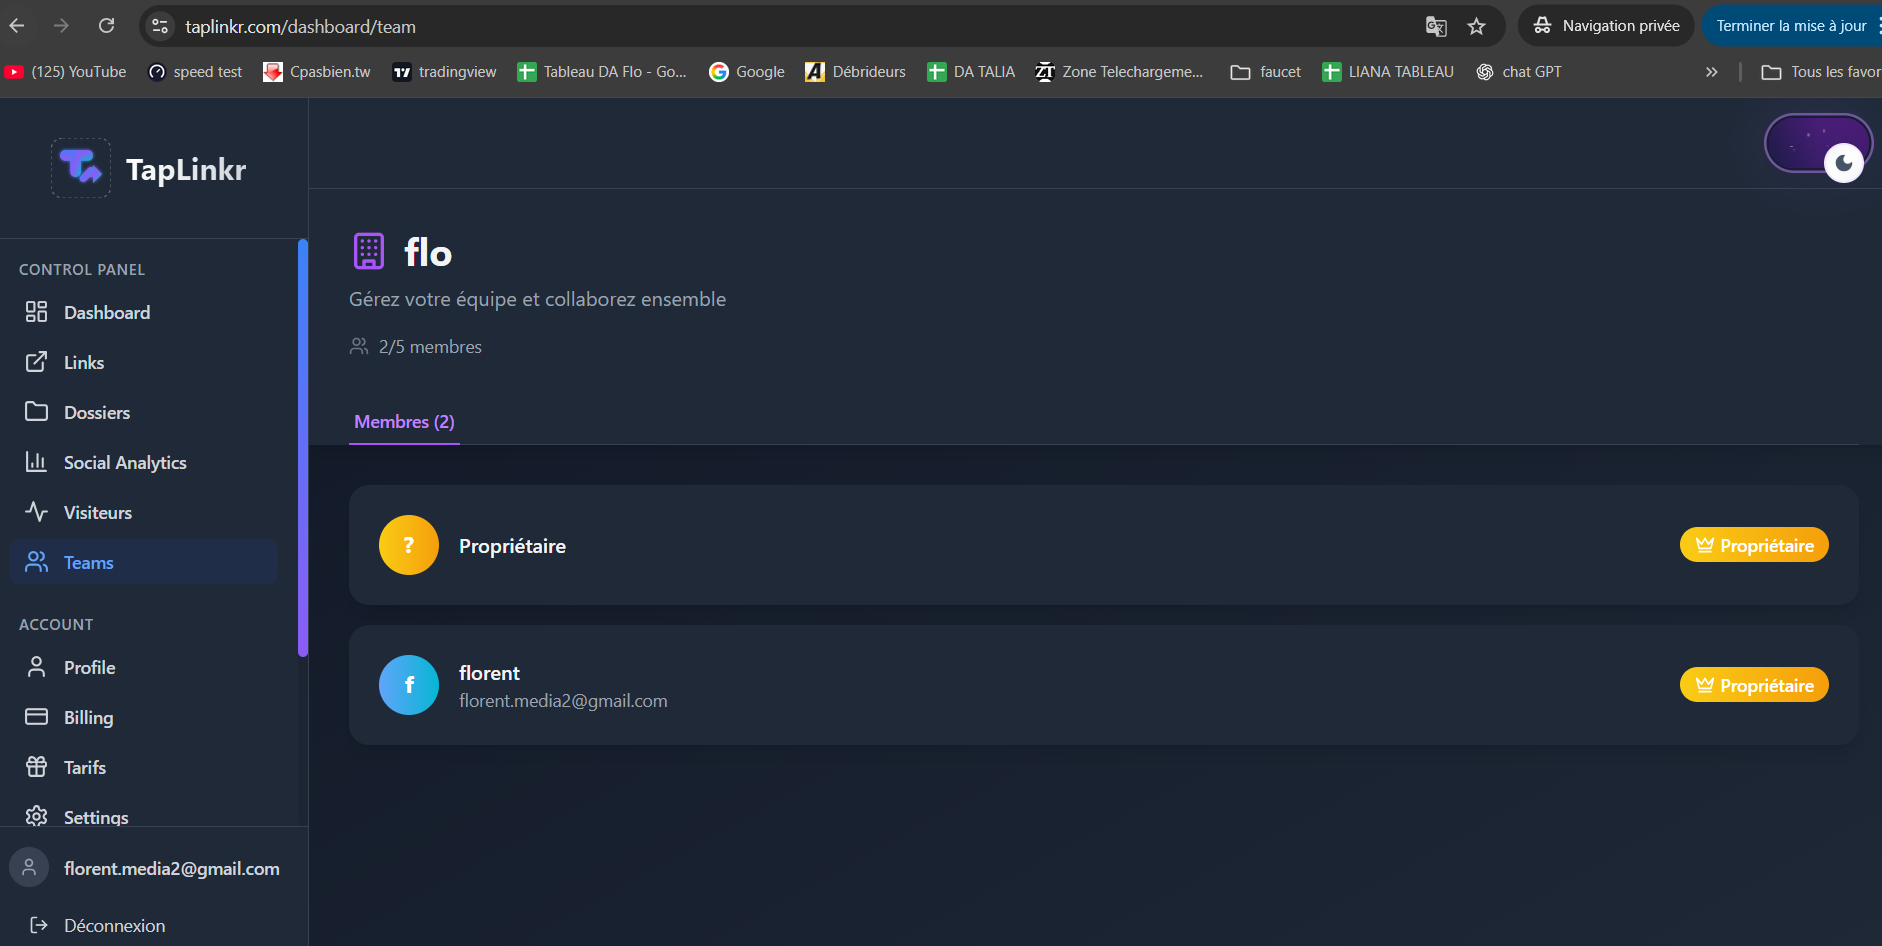 taplinkr.com/dashboard/team
Navigation privée
Terminer la mise à jour
(125) YouTube
speed test
Cpasbien.tw
tradingview
Tableau DA Flo - Go...
Google
Débrideurs
DA TALIA
Zone Telechargeme...
faucet
LIANA TABLEAU
chat GPT
»
Tous les favor
TapLinkr
CONTROL PANEL
Dashboard
Links
Dossiers
Social Analytics
Visiteurs
Teams
ACCOUNT
Profile
Billing
Tarifs
Settings
florent.media2@gmail.com
Déconnexion
flo
Gérez votre équipe et collaborez ensemble
2/5 membres
Membres (2)
?
Propriétaire
Propriétaire
f
florent
florent.media2@gmail.com
Propriétaire